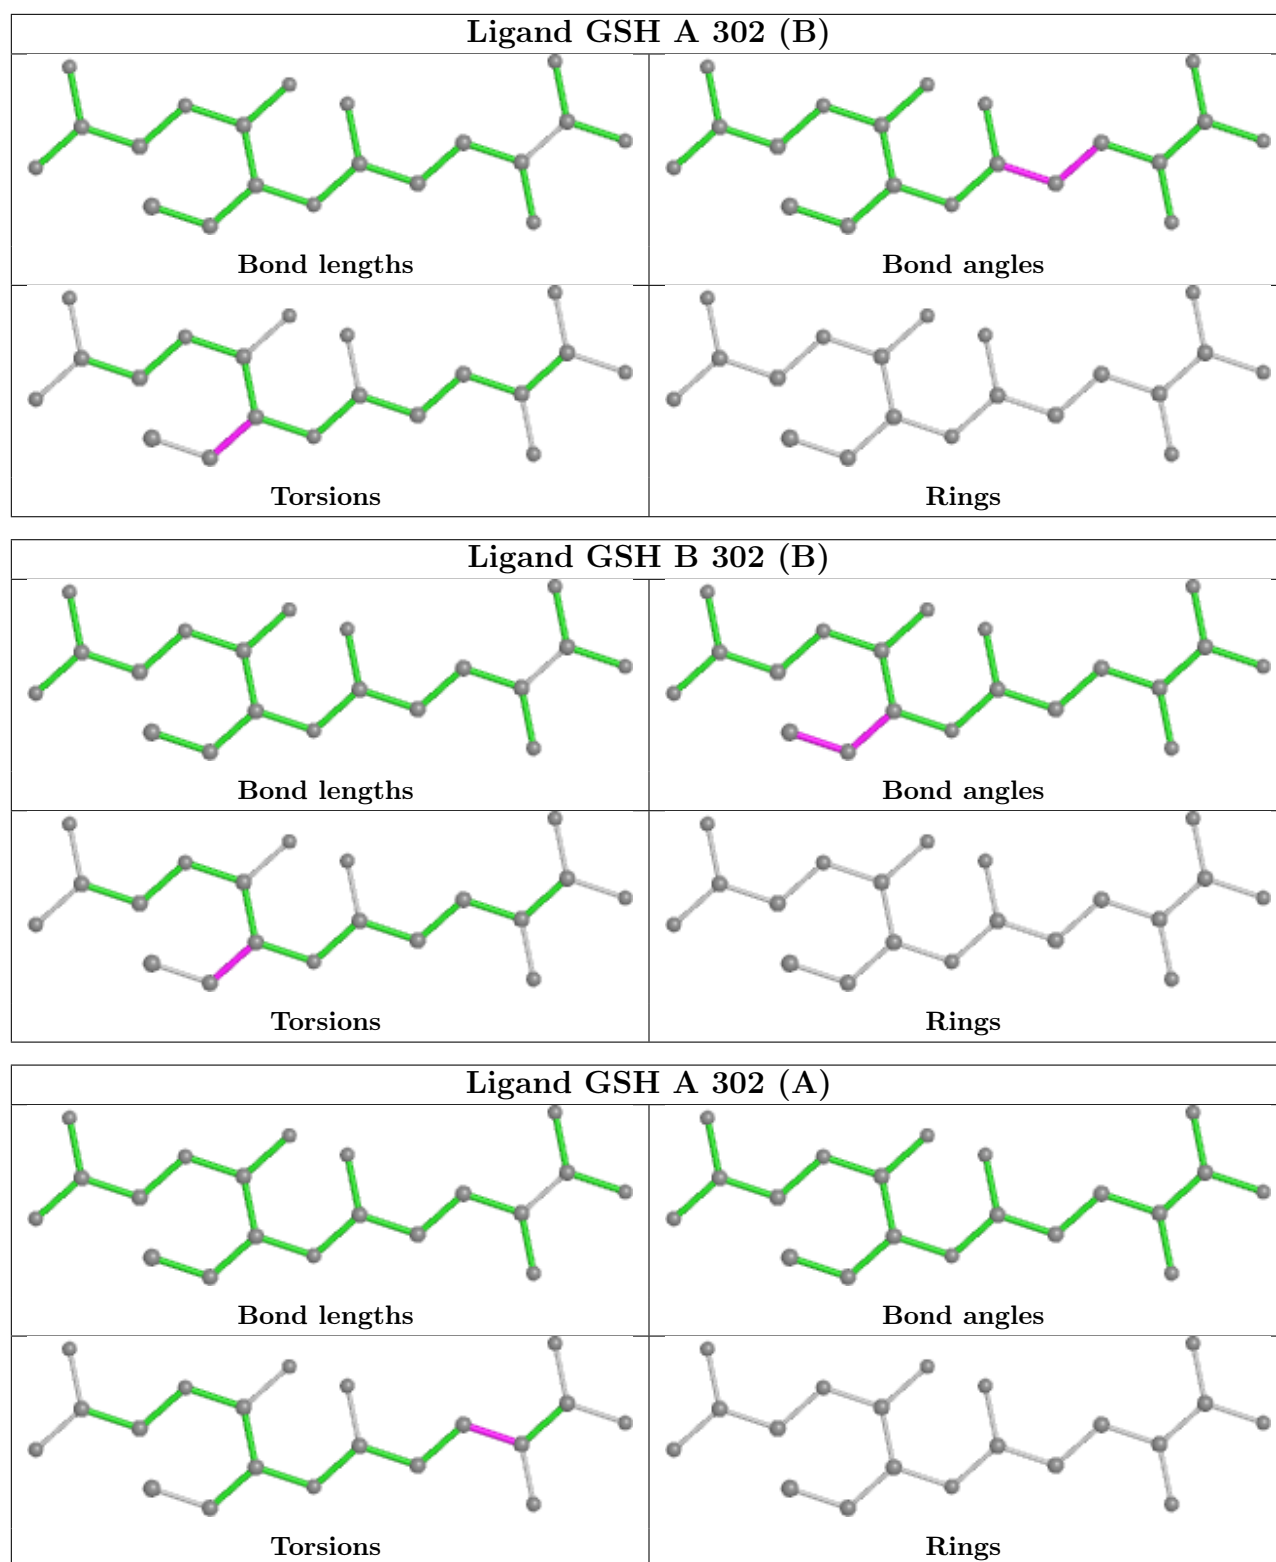 Ligand GSH A 302 (B)
Bond lengths
Bond angles
Torsions
Rings
Ligand GSH B 302 (B)
Bond lengths
Bond angles
Torsions
Rings
Ligand GSH A 302 (A)
Bond lengths
Bond angles
Torsions
Rings